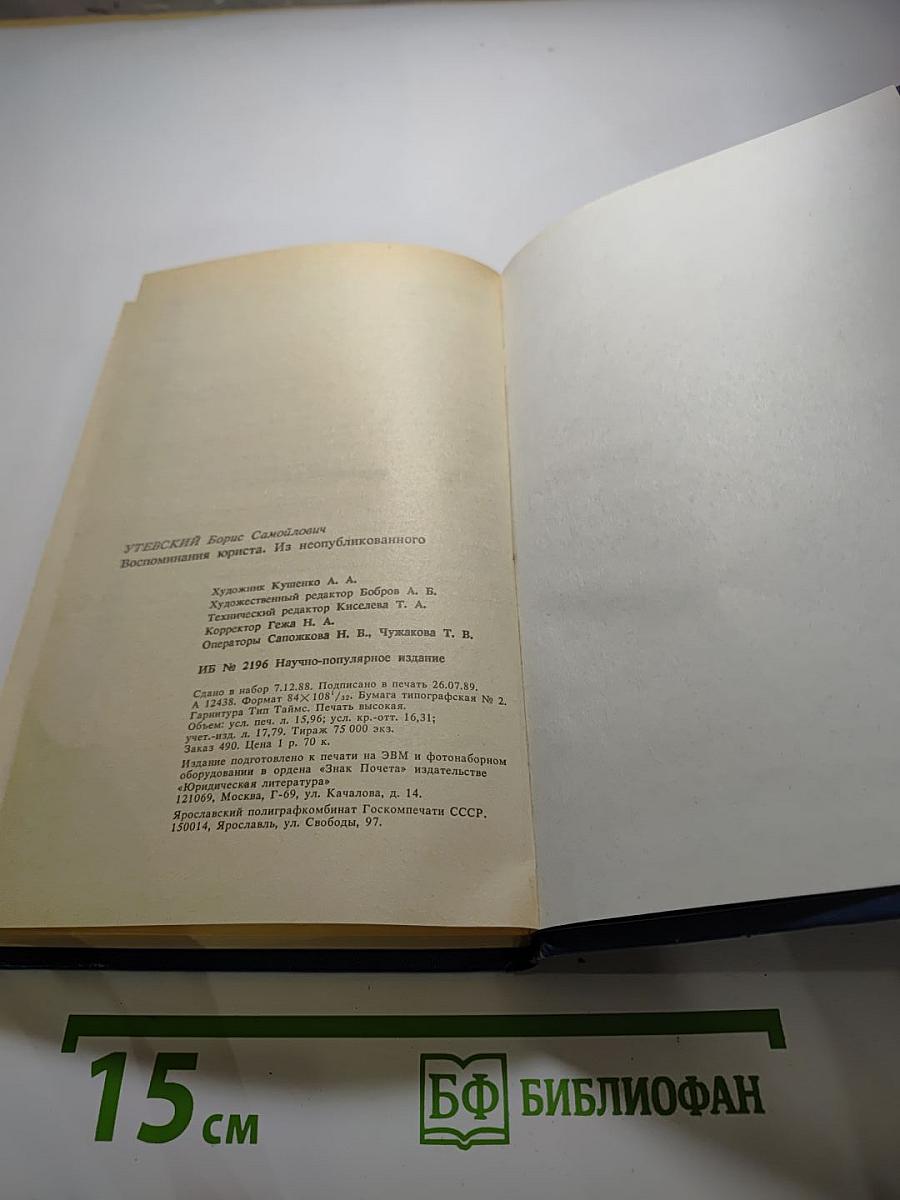 УТЕВСКИЙ Борис Самойлович
Воспоминания юриста. Из неопубликованного
Художник Кушенко А. А.
Художественный редактор Бобров А. Б.
Технический редактор Киселева Т. А.
Корректор Гежа Н. А.
Операторы Сапожкова Н. В., Чужакова Т. В.
ИБ № 2196 Научно-популярное издание
Сдано в набор 7.12.88. Подписано в печать 26.07.89.
А 12438. Формат 84×108¹/₃₂. Бумага типографская № 2.
Гарнитура Тип Таймс. Печать высокая.
Объем: усл. печ. л. 15,96; усл. кр.-отт. 16,31;
учет.-изд. л. 17,79. Тираж 75 000 экз.
Заказ 490. Цена 1 р. 70 к.
Издание подготовлено к печати на ЭВМ и фотонаборном
оборудовании в ордена «Знак Почета» издательстве
«Юридическая литература»
121069, Москва, Г-69, ул. Качалова, д. 14.
Ярославский полиграфкомбинат Госкомпечати СССР.
150014, Ярославль, ул. Свободы, 97.
15 см
БФ БИБЛИОФАН